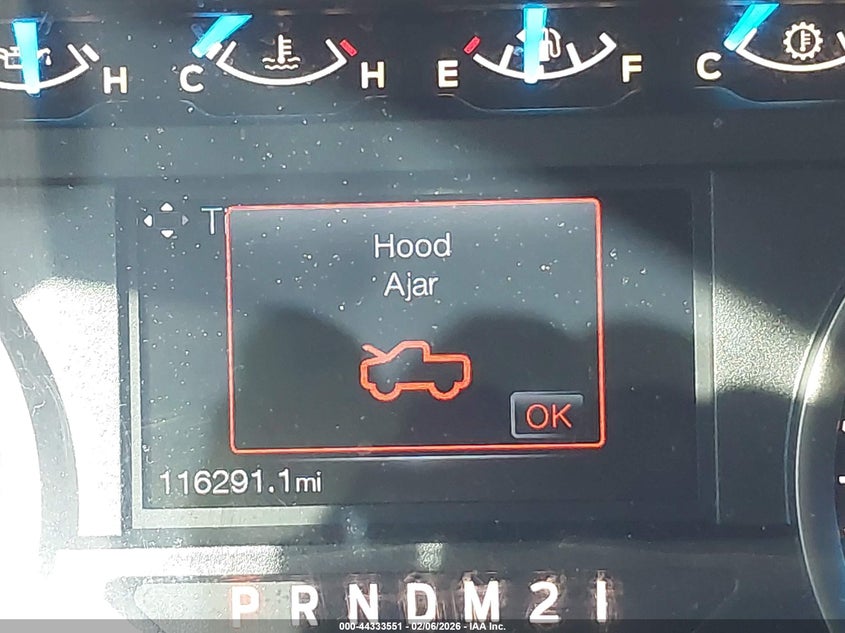 H C H E F C
T
Hood
Ajar
OK
116291.1mi
P R N D M 2 1
000-44333551 - 02/06/2026 - IAA Inc.